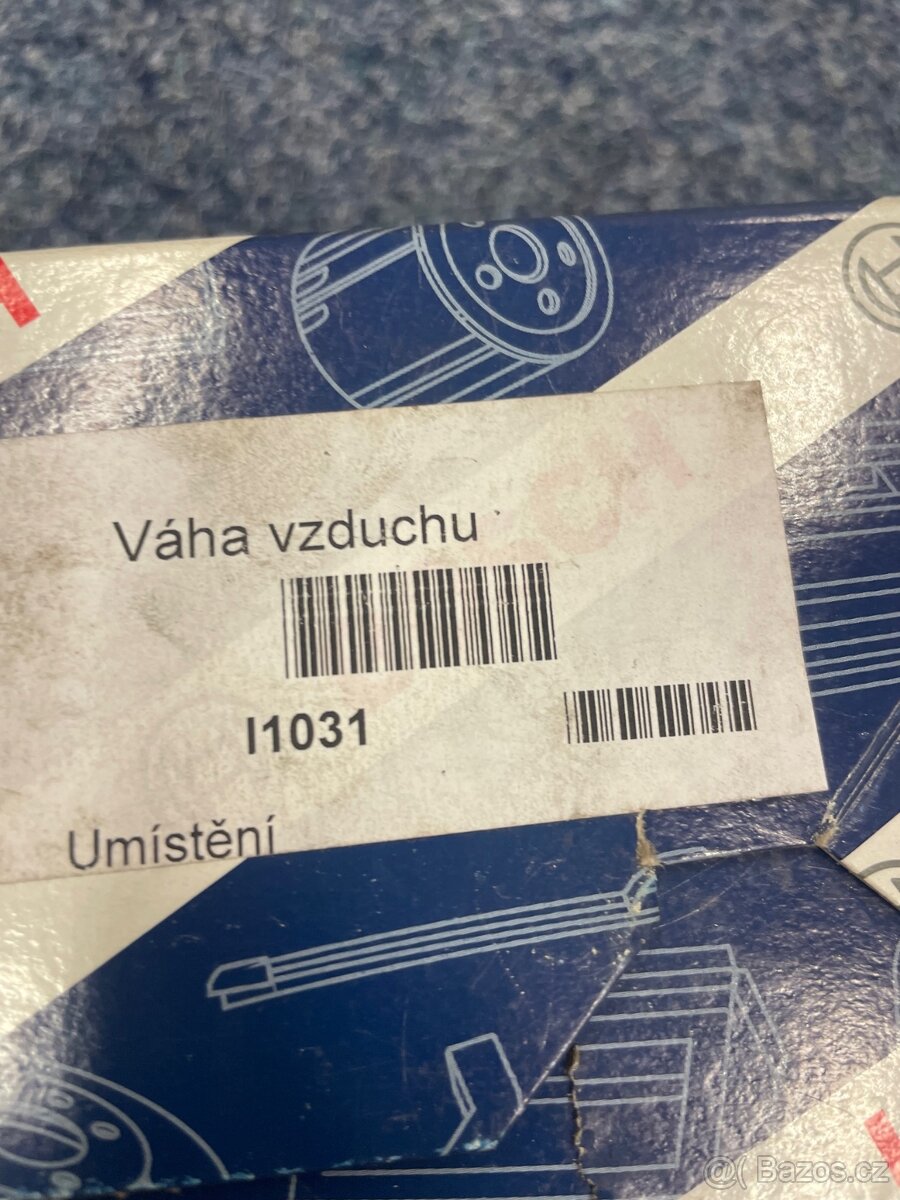 Váha vzduchu
I1031
Umístění
@( Bazos.cz